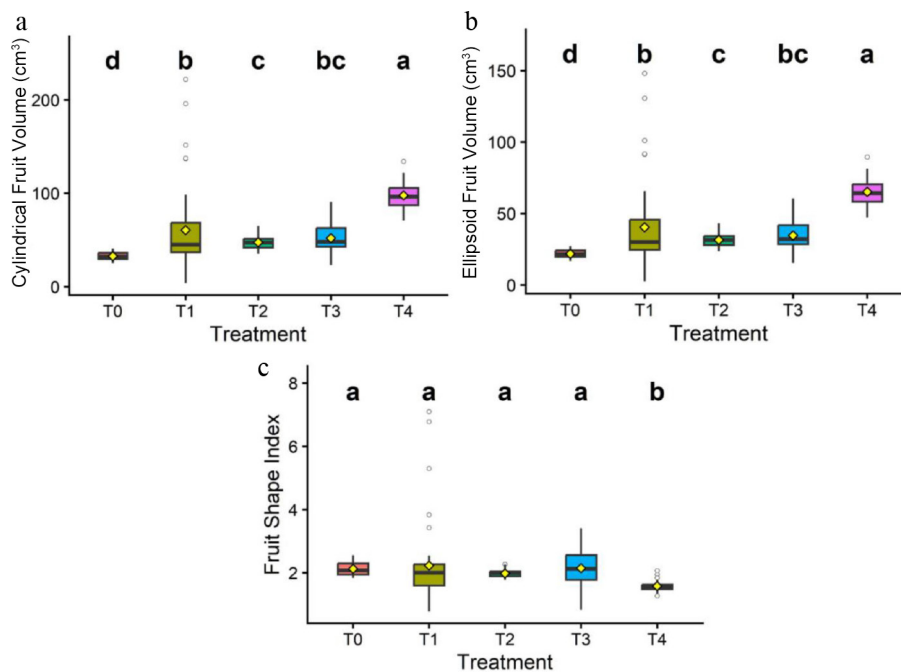 a
Cylindrical Fruit Volume (cm³)
d b c bc a
200
100
0
T0 T1 T2 T3 T4
Treatment
b
Ellipsoid Fruit Volume (cm³)
d b c bc a
150
100
50
0
T0 T1 T2 T3 T4
Treatment
c
Fruit Shape Index
a a a a b
8
6
4
2
T0 T1 T2 T3 T4
Treatment